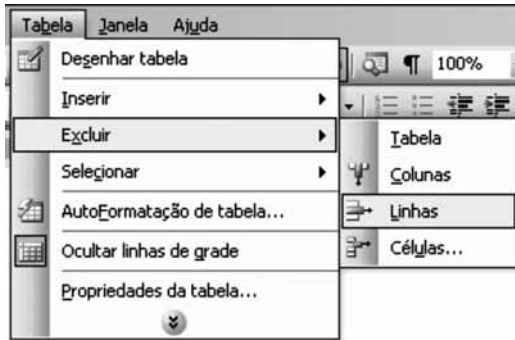 Tabela Janela Ajuda
Desenhar tabela
100%
Inserir
Excluir
Tabela
Selecionar
Colunas
AutoFormatação de tabela...
Linhas
Ocultar linhas de grade
Células...
Propriedades da tabela...